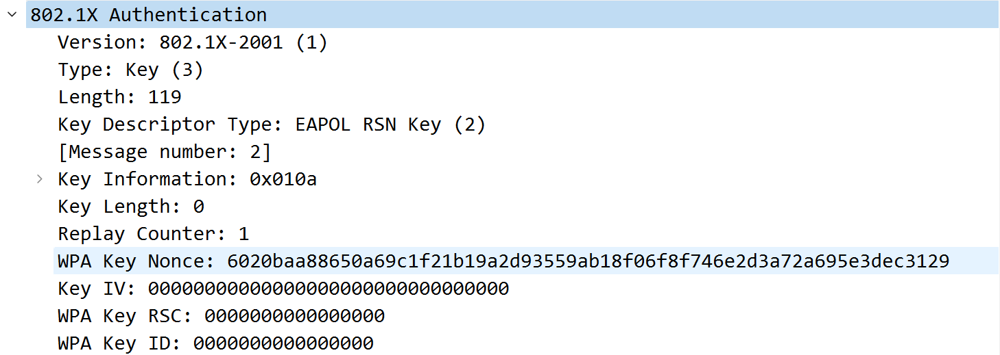 802.1X Authentication
Version: 802.1X-2001 (1)
Type: Key (3)
Length: 119
Key Descriptor Type: EAPOL RSN Key (2)
[Message number: 2]
Key Information: 0x010a
Key Length: 0
Replay Counter: 1
WPA Key Nonce: 6020baa88650a69c1f21b19a2d93559ab18f06f8f746e2d3a72a695e3dec3129
Key IV: 00000000000000000000000000000000
WPA Key RSC: 0000000000000000
WPA Key ID: 0000000000000000